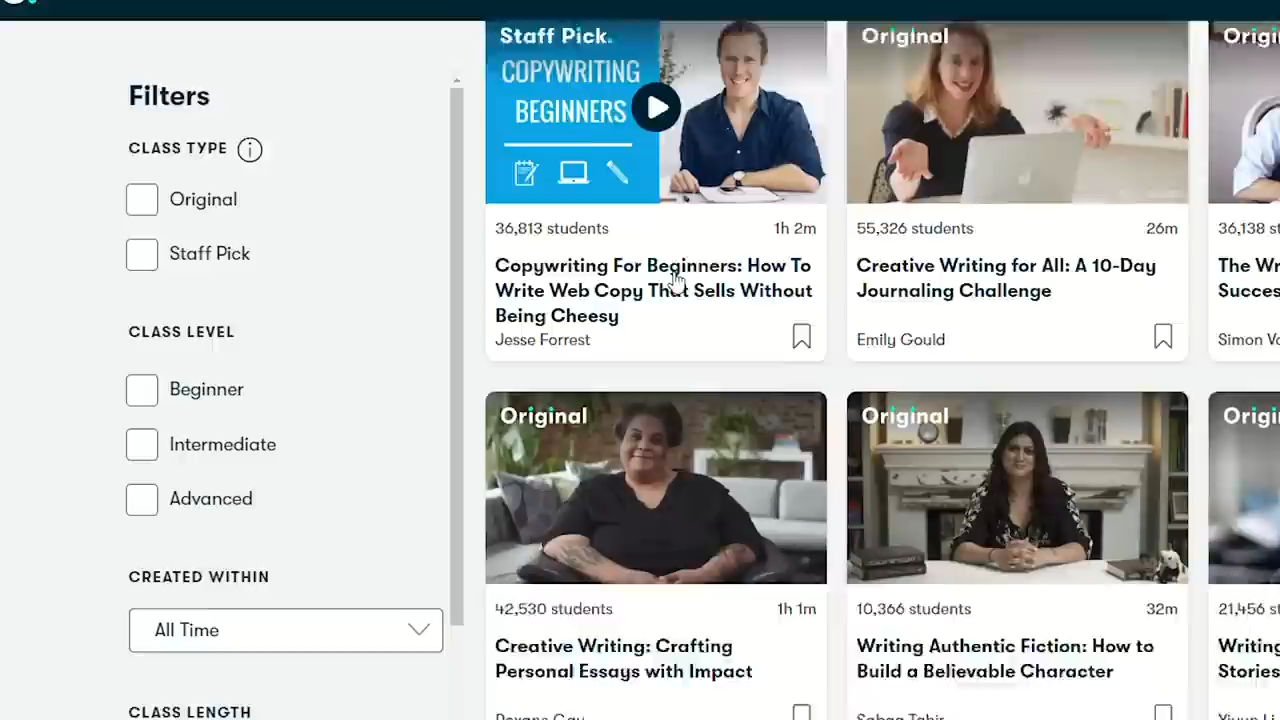 Filters
CLASS TYPE
Original
Staff Pick
CLASS LEVEL
Beginner
Intermediate
Advanced
CREATED WITHIN
All Time
CLASS LENGTH
Staff Pick.
COPYWRITING
BEGINNERS
36,813 students 1h 2m
Copywriting For Beginners: How To
Write Web Copy That Sells Without
Being Cheesy
Jesse Forrest
Original
55,326 students 26m
Creative Writing for All: A 10-Day
Journaling Challenge
Emily Gould
36,138
The
Simon
Original
42,530 students 1h 1m
Creative Writing: Crafting
Personal Essays with Impact
Original
10,366 students 32m
Writing Authentic Fiction: How to
Build a Believable Character
21,456
Writing
Stories